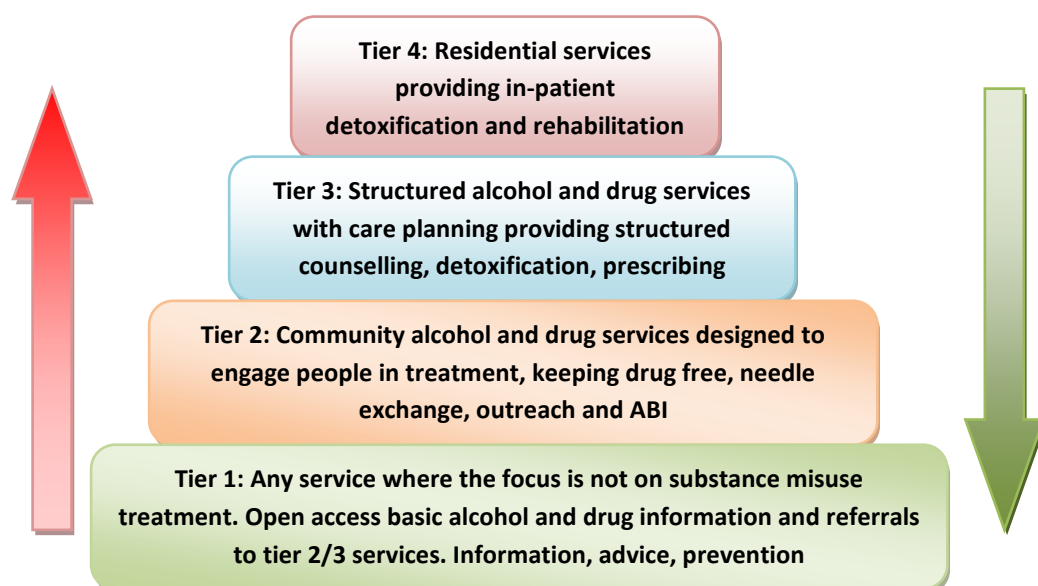 Tier 4: Residential services
providing in-patient
detoxification and rehabilitation
Tier 3: Structured alcohol and drug services
with care planning providing structured
counselling, detoxification, prescribing
Tier 2: Community alcohol and drug services designed to
engage people in treatment, keeping drug free, needle
exchange, outreach and ABI
Tier 1: Any service where the focus is not on substance misuse
treatment. Open access basic alcohol and drug information and referrals
to tier 2/3 services. Information, advice, prevention